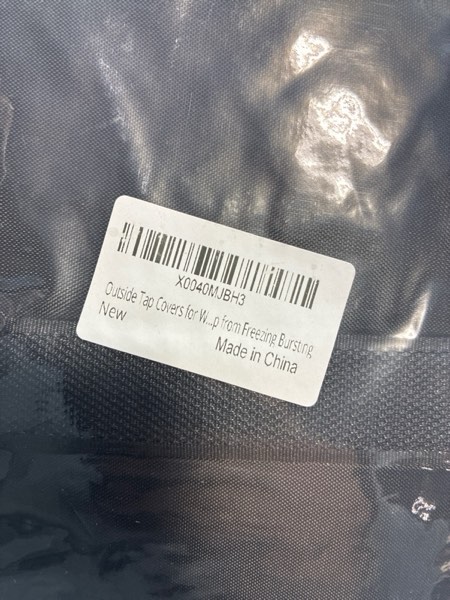 X0040MJBH3
Outside Tap Covers for W...p from Freezing Bursting
New
Made in China